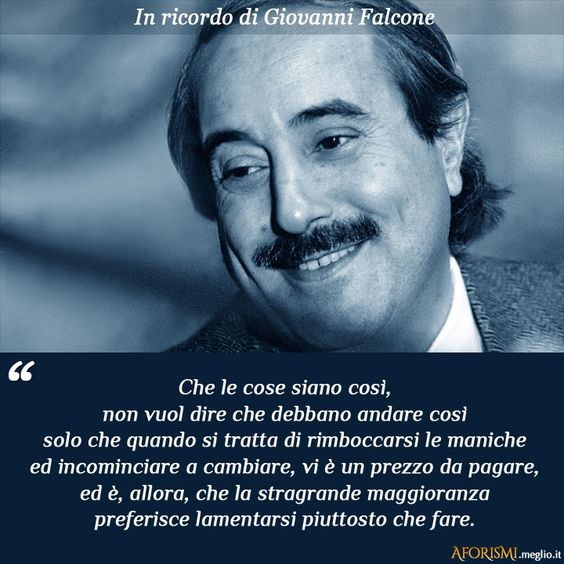 In ricordo di Giovanni Falcone
“
Che le cose siano così,
non vuol dire che debbano andare così
solo che quando si tratta di rimboccarsi le maniche
ed incominciare a cambiare, vi è un prezzo da pagare,
ed è, allora, che la stragrande maggioranza
preferisce lamentarsi piuttosto che fare.
AFORISMI.meglio.it